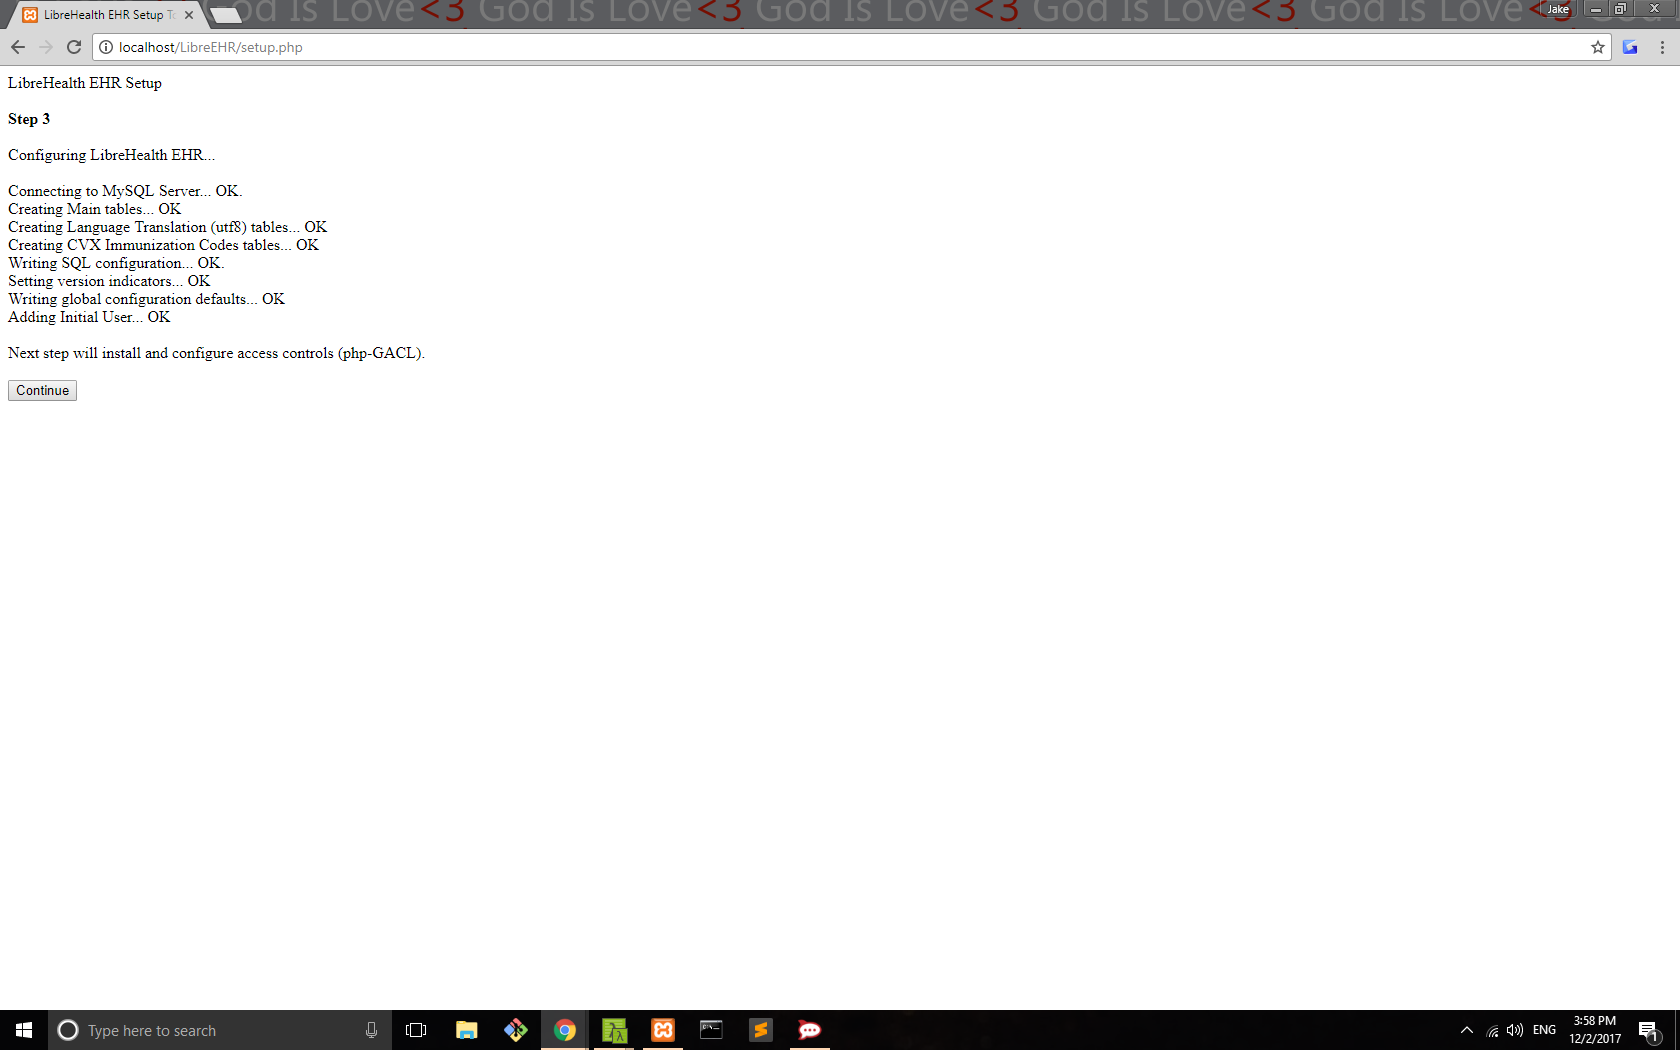 God Is Love<3 God Is Love<3 God Is Love<3 God Is Love<3 God Is Love<3 God Is
LibreHealth EHR Setup To
Jake
localhost/LibreEHR/setup.php
LibreHealth EHR Setup
Step 3
Configuring LibreHealth EHR...
Connecting to MySQL Server... OK.
Creating Main tables... OK
Creating Language Translation (utf8) tables... OK
Creating CVX Immunization Codes tables... OK
Writing SQL configuration... OK.
Setting version indicators... OK
Writing global configuration defaults... OK
Adding Initial User... OK
Next step will install and configure access controls (php-GACL).
Continue
Type here to search
ENG
3:58 PM
12/2/2017
1